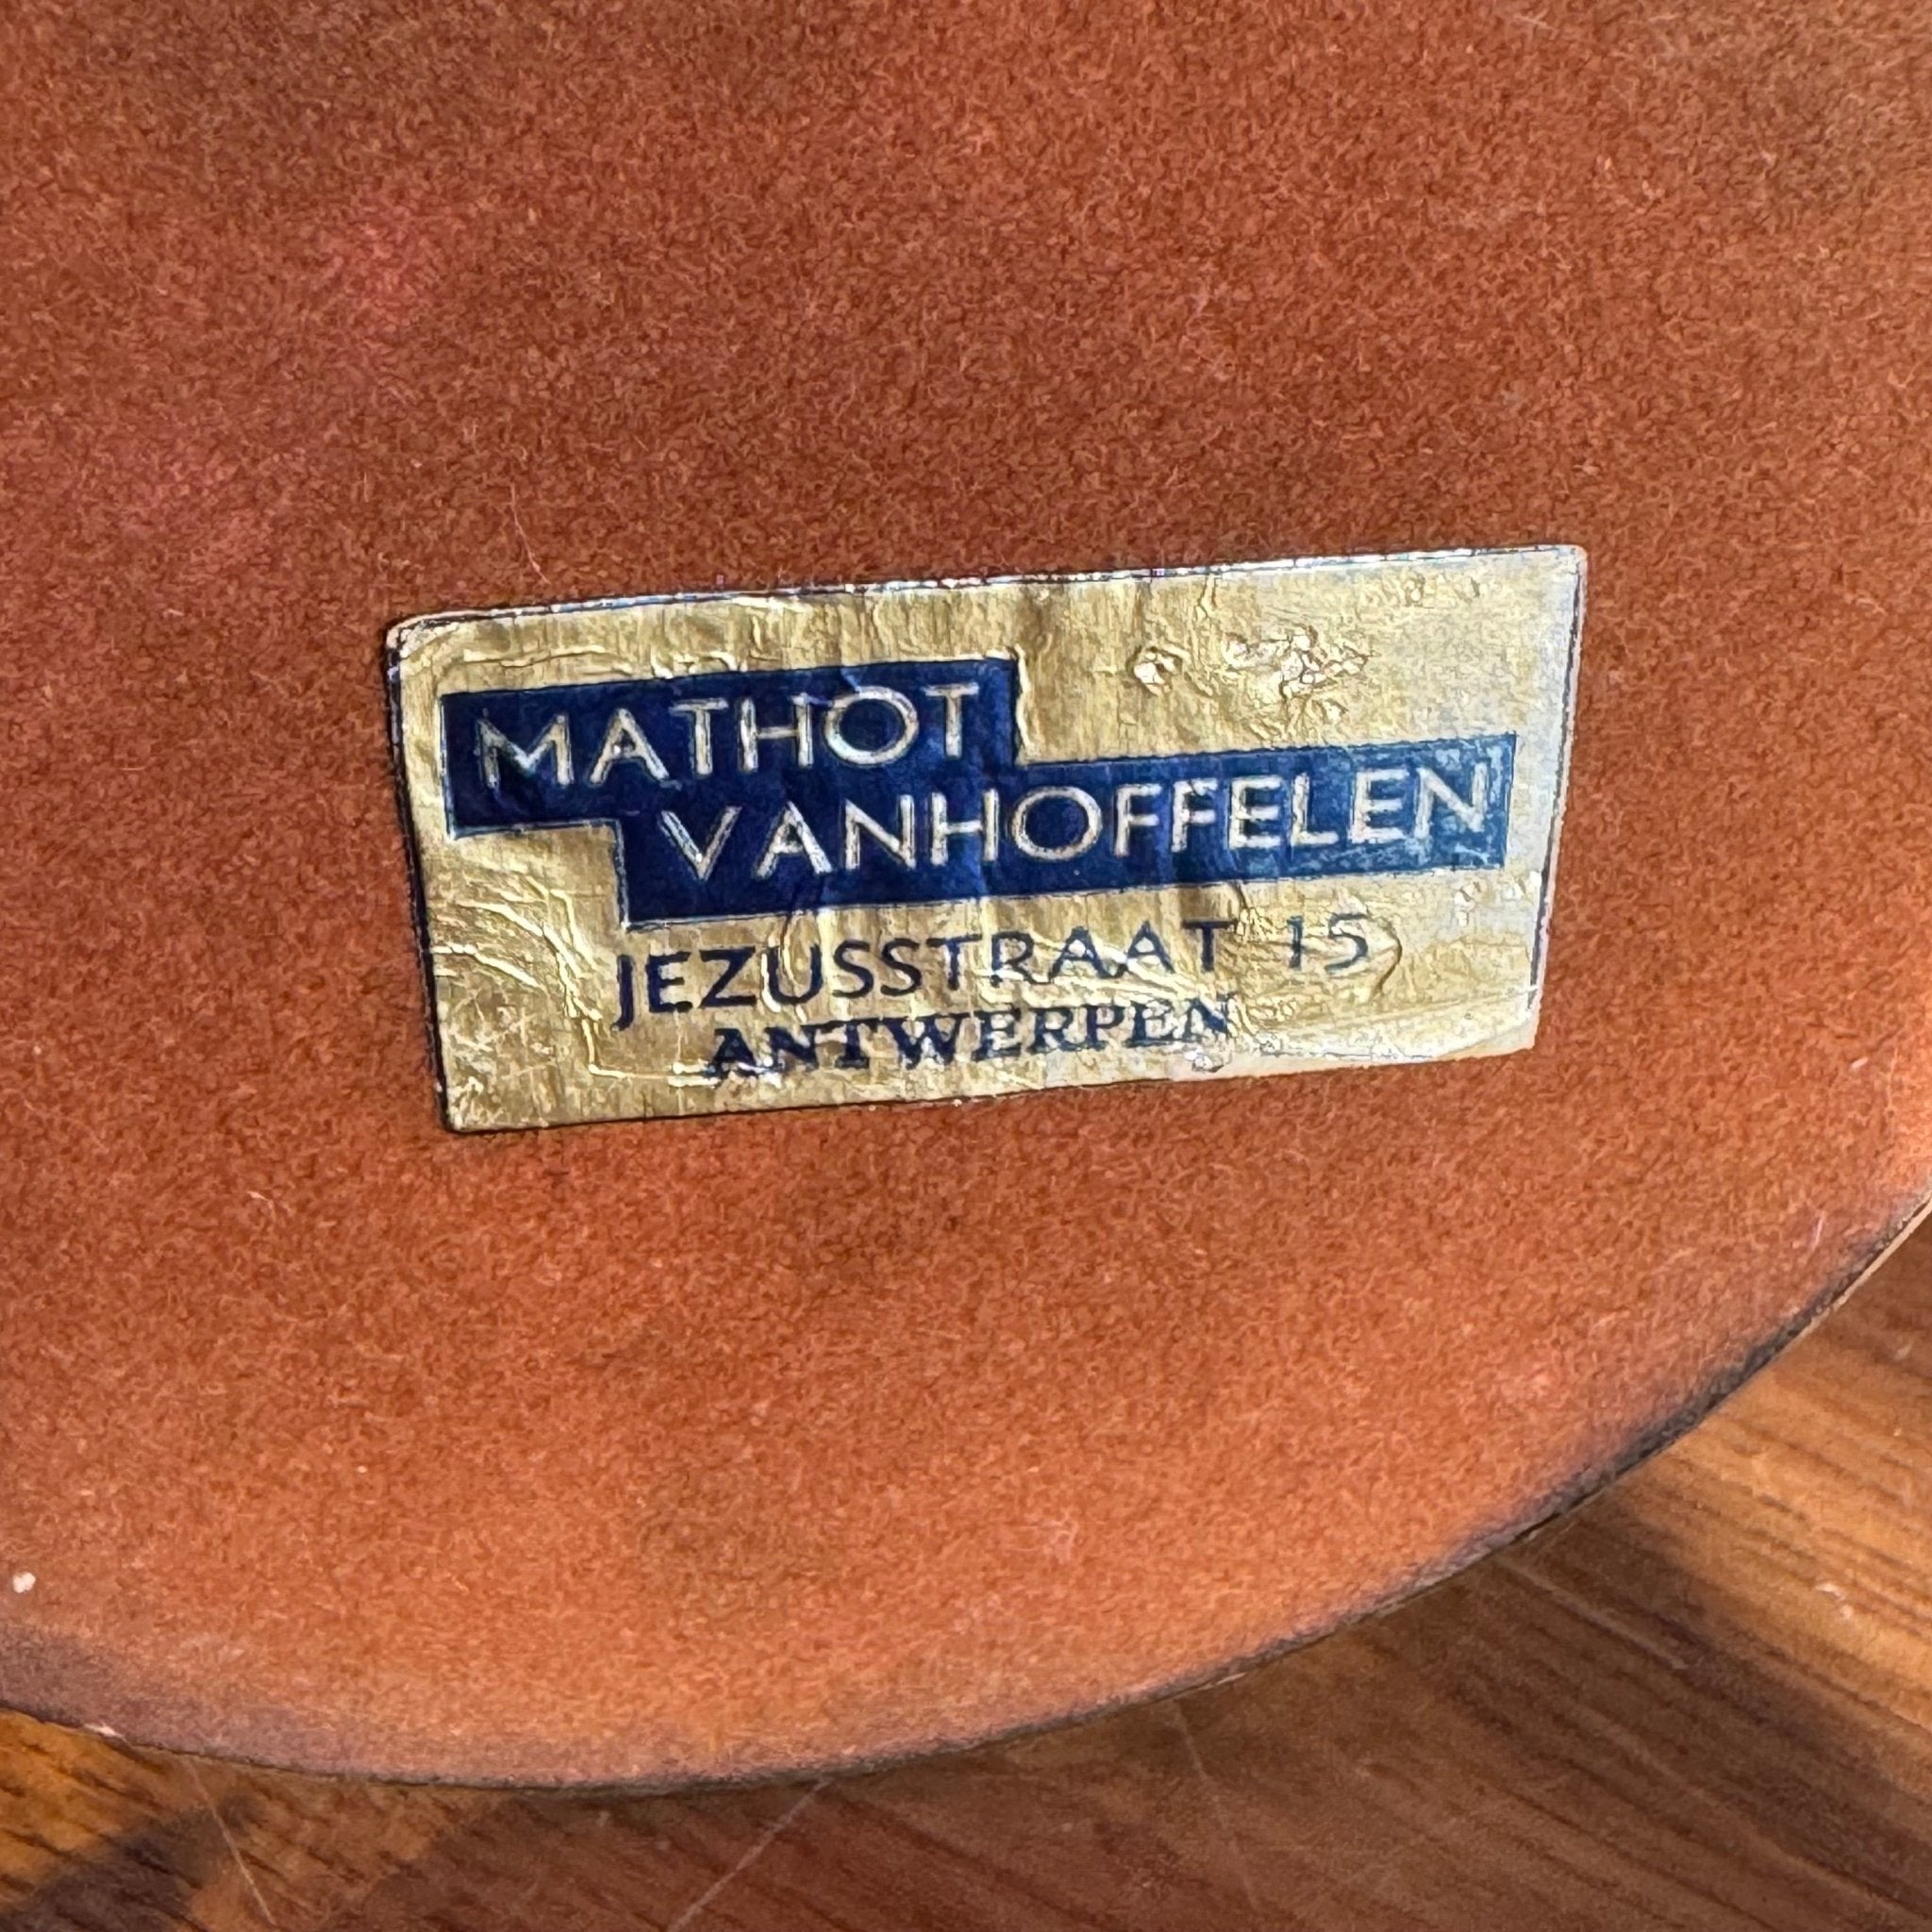 MATHOT
VANHOFFELEN
JEZUSSTRAAT 15
ANTWERPEN